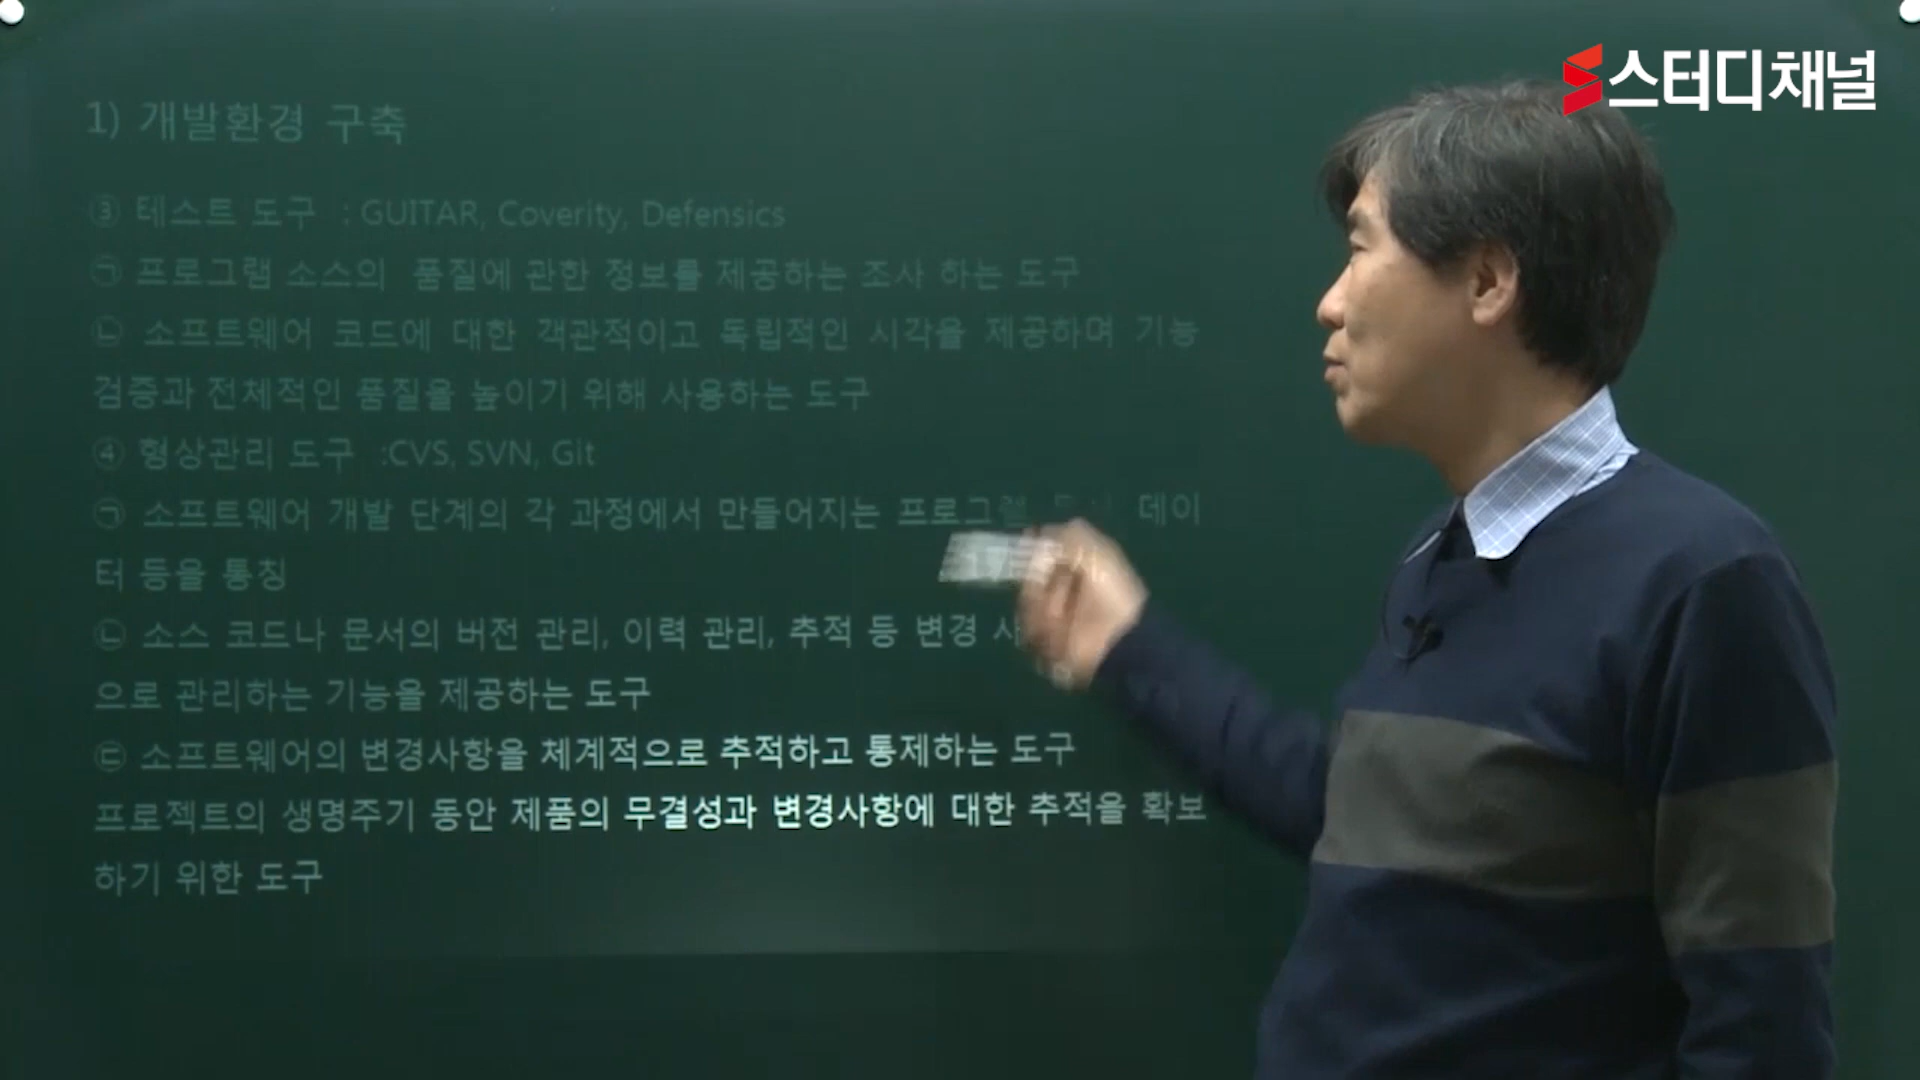 스터디채널
1) 개발환경 구축
③ 테스트 도구 : GUITAR, Coverity, Defensics
㉠ 프로그램 소스의 품질에 관한 정보를 제공하는 조사 하는 도구
㉡ 소프트웨어 코드에 대한 객관적이고 독립적인 시각을 제공하며 기능
검증과 전체적인 품질을 높이기 위해 사용하는 도구
④ 형상관리 도구 :CVS, SVN, Git
㉠ 소프트웨어 개발 단계의 각 과정에서 만들어지는 프로그램, 데이
터 등을 통칭
㉡ 소스 코드나 문서의 버전 관리, 이력 관리, 추적 등 변경 사
으로 관리하는 기능을 제공하는 도구
㉢ 소프트웨어의 변경사항을 체계적으로 추적하고 통제하는 도구
프로젝트의 생명주기 동안 제품의 무결성과 변경사항에 대한 추적을 확보
하기 위한 도구